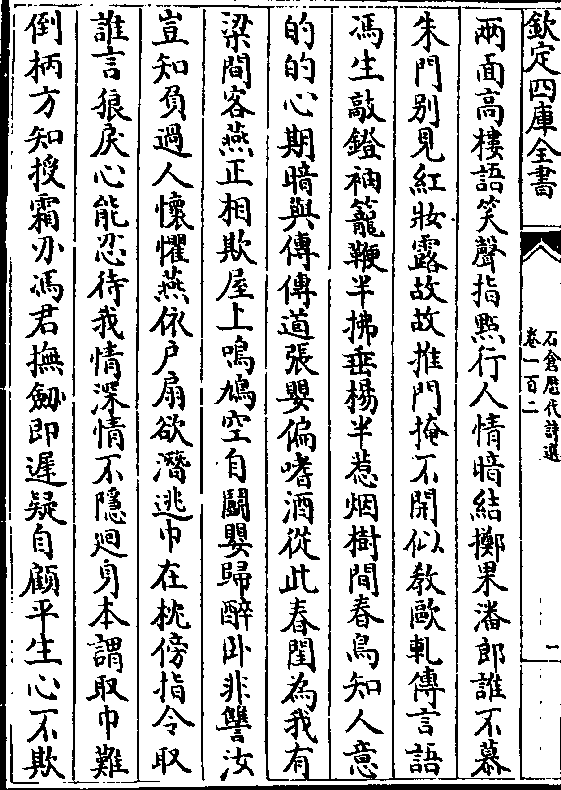 欽定四庫全書
石倉歷代詩選
卷一百二
一
兩面高樓語笑聲指點行人情暗結擲果潘郎誰不慕
朱門別見紅妝露故故推門掩不開似教歐軋傳言語
馮生敲鐙袖籠鞭半拂垂楊半惹烟樹間春鳥知人意
的的心期暗與傳傳道張嬰偏嗜酒從此春閨為我有
梁間客燕正相欺屋上鳴鳩空自鬬嬰歸醉卧非讐汝
豈知負過人懷懼燕依户扇欲潛逃巾在枕傍指令取
誰言狼戾心能忍待我情深情不隱廻身本謂取巾難
倒柄方知授霜刃馮君撫劔即遲疑自顧平生心不欺